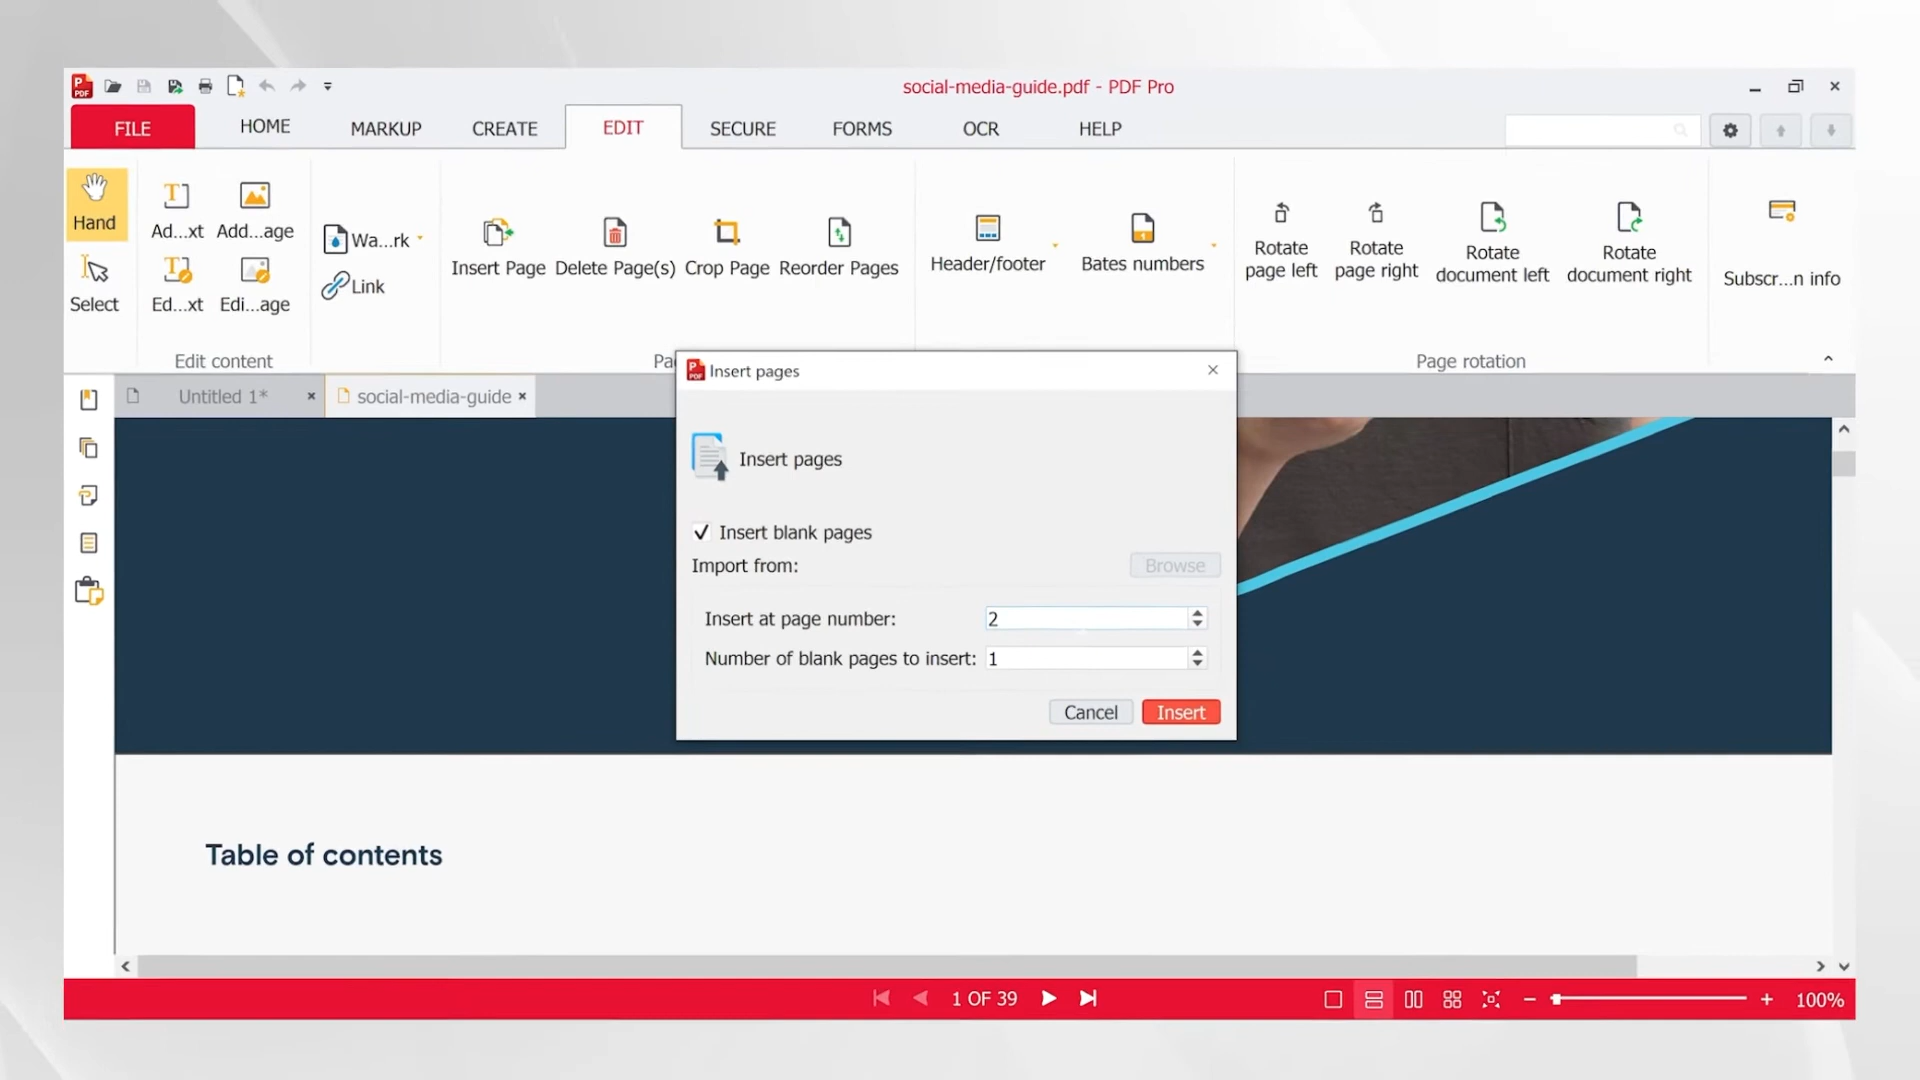 social-media-guide.pdf - PDF Pro
FILE
HOME
MARKUP
CREATE
EDIT
SECURE
FORMS
OCR
HELP
Hand
Select
Ad...xt
Add...age
Ed...xt
Edi...age
Edit content
Wa...rk
Link
Insert Page
Delete Page(s)
Crop Page
Reorder Pages
Pa
Header/footer
Bates numbers
Rotate
page left
Rotate
page right
Rotate
document left
Rotate
document right
Page rotation
Subscr...n info
Untitled 1*
social-media-guide
Insert pages
Insert pages
Insert blank pages
Import from:
Browse
Insert at page number:
2
Number of blank pages to insert:
1
Cancel
Insert
Table of contents
1 OF 39
100%